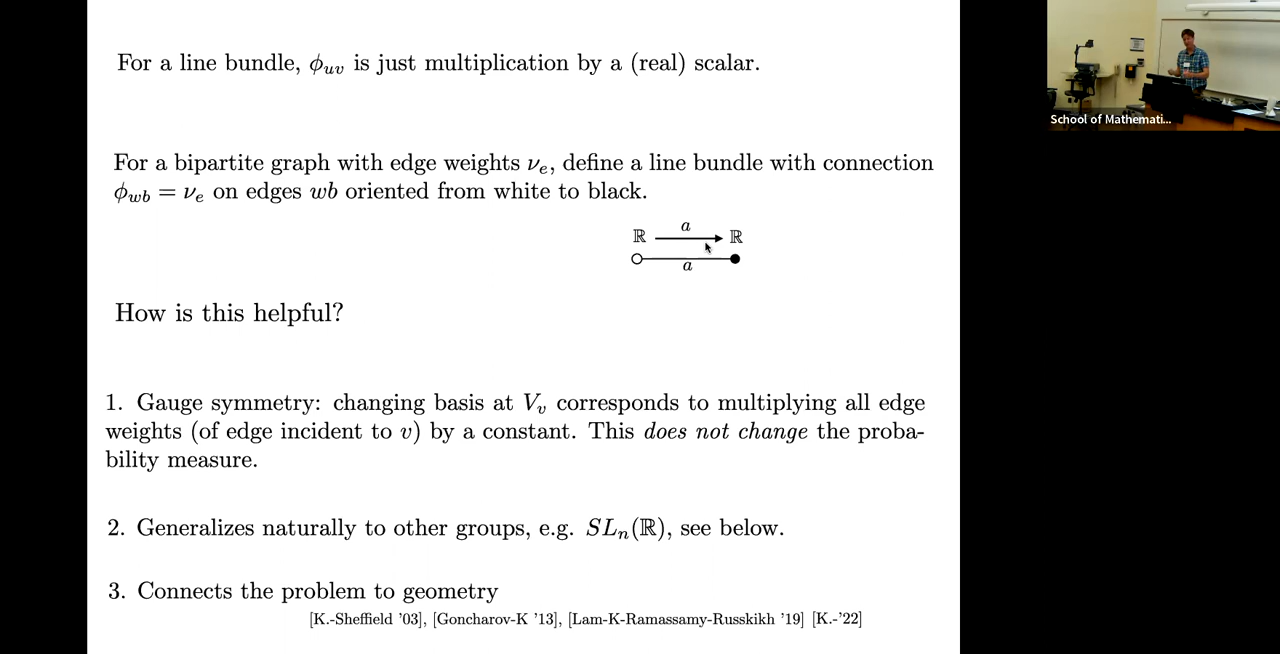 For a line bundle, ϕ_uv is just multiplication by a (real) scalar.
School of Mathemati...
For a bipartite graph with edge weights ν_e, define a line bundle with connection
ϕ_wb = ν_e on edges wb oriented from white to black.
ℝ a ℝ
a
How is this helpful?
1. Gauge symmetry: changing basis at V_v corresponds to multiplying all edge
weights (of edge incident to v) by a constant. This does not change the proba-
bility measure.
2. Generalizes naturally to other groups, e.g. SL_n(ℝ), see below.
3. Connects the problem to geometry
[K.-Sheffield '03], [Goncharov-K '13], [Lam-K-Ramassamy-Russkikh '19] [K.-'22]